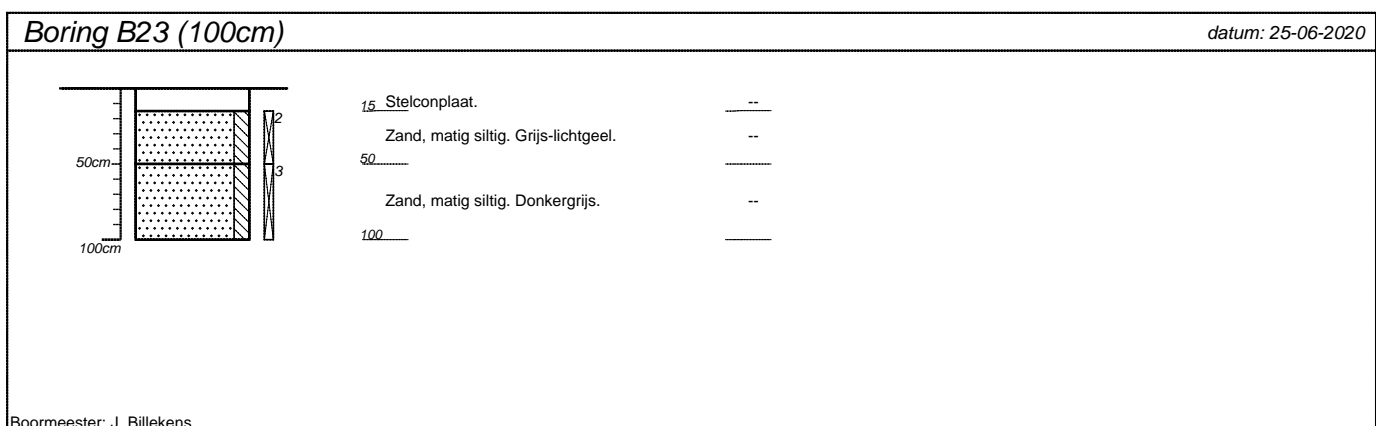 Boring B23 (100cm) datum: 25-06-2020
15 Stelconplaat. --
2
Zand, matig siltig. Grijs-lichtgeel. --
50cm 50
3
Zand, matig siltig. Donkergrijs. --
100cm 100
Boormeester: J. Billekens